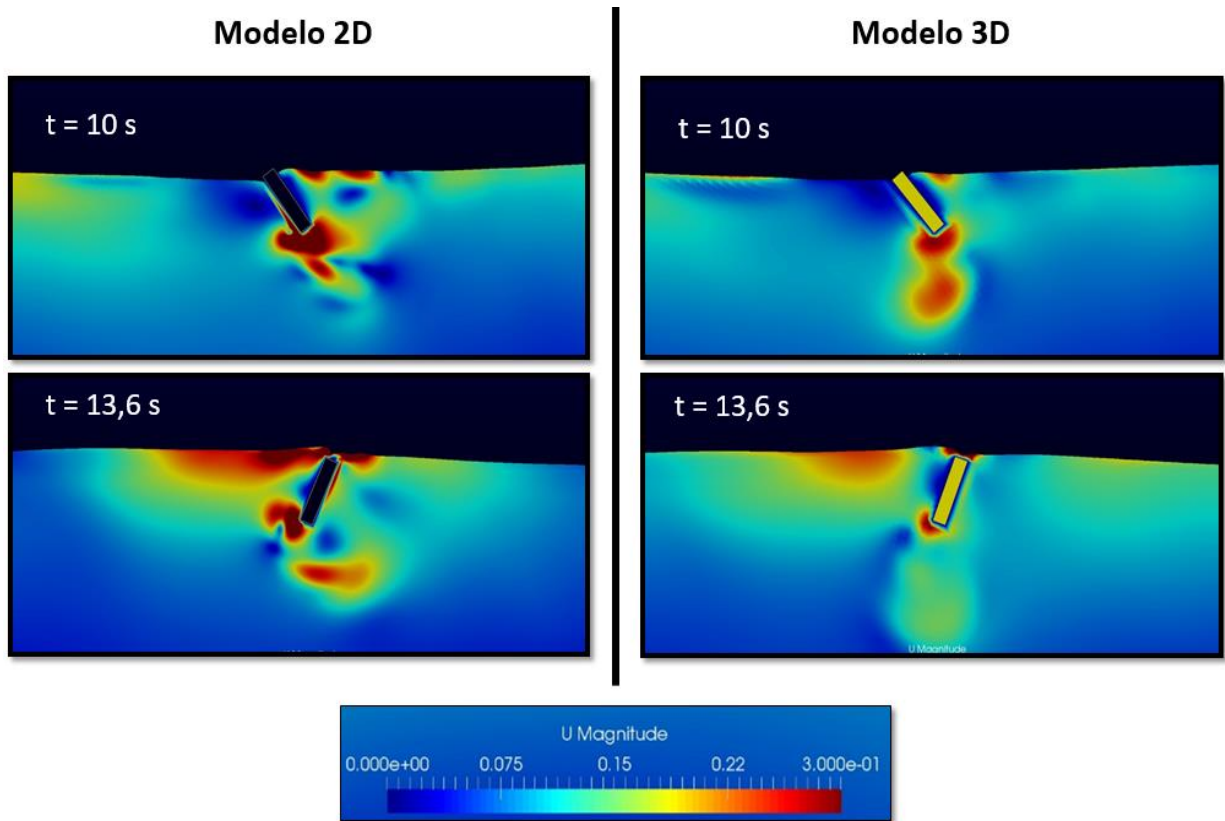 Modelo 2D
Modelo 3D
t = 10 s
t = 10 s
t = 13,6 s
t = 13,6 s
U Magnitude
U Magnitude
0.000e+00 0.075 0.15 0.22 3.000e-01